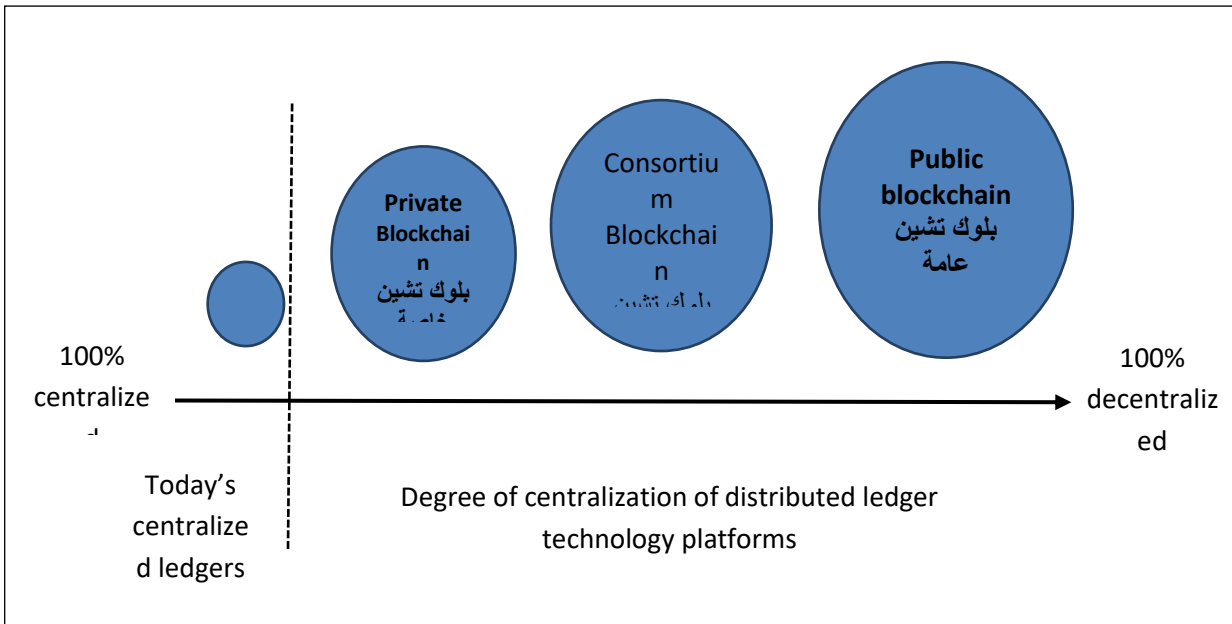 Private
Blockchai
n
بلوك تشين
Consortiu
m
Blockchai
n
Public
blockchain
بلوك تشين
عامة
100%
centralize
100%
decentraliz
ed
Today’s
centralize
d ledgers
Degree of centralization of distributed ledger
technology platforms